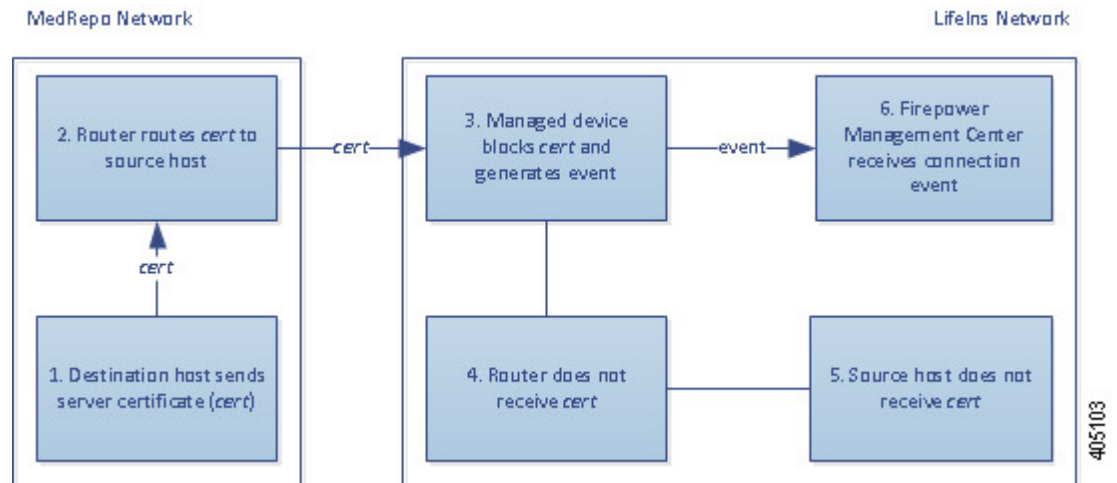 MedRepo Network
LifeIns Network
2. Router routes cert to
source host
cert
3. Managed device
blocks cert and
generates event
event
6. Firepower
Management Center
receives connection
event
cert
1. Destination host sends
server certificate (cert)
4. Router does not
receive cert
5. Source host does not
receive cert
405103